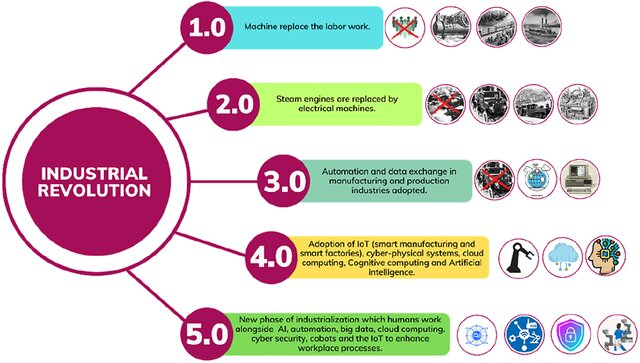 1.0
Machine replace the labor work.
2.0
Steam engines are replaced by
electrical machines.
INDUSTRIAL
REVOLUTION
3.0
Automation and data exchange in
manufacturing and production
industries adopted.
4.0
Adoption of IoT (smart manufacturing and
smart factories), cyber-physical systems, cloud
computing, Cognitive computing and Artificial
intelligence.
5.0
New phase of industrialization which humans work
alongside AI, automation, big data, cloud computing,
cyber security, cobots and the IoT to enhance
workplace processes.